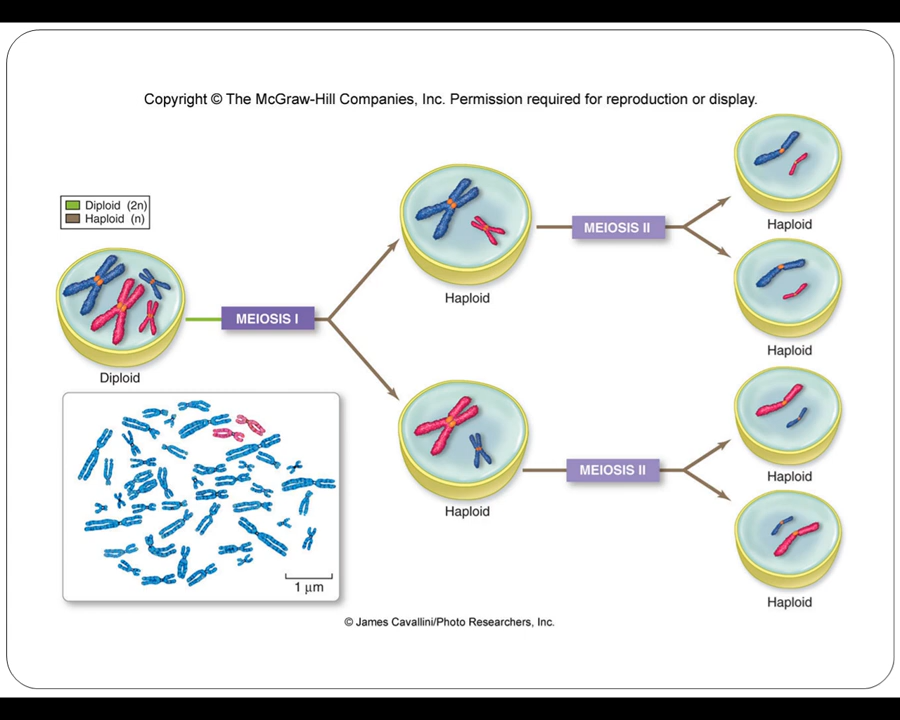 Copyright © The McGraw-Hill Companies, Inc. Permission required for reproduction or display.
Diploid (2n)
Haploid (n)
Diploid
MEIOSIS I
Haploid
MEIOSIS II
Haploid
Haploid
Haploid
MEIOSIS II
Haploid
Haploid
1 µm
© James Cavallini/Photo Researchers, Inc.